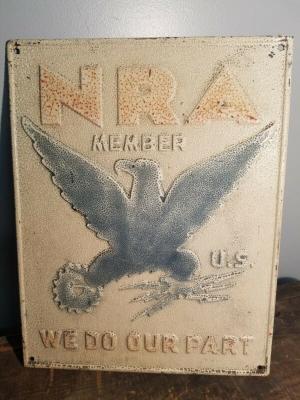 NRA
MEMBER
U.S.
WE DO OUR PART